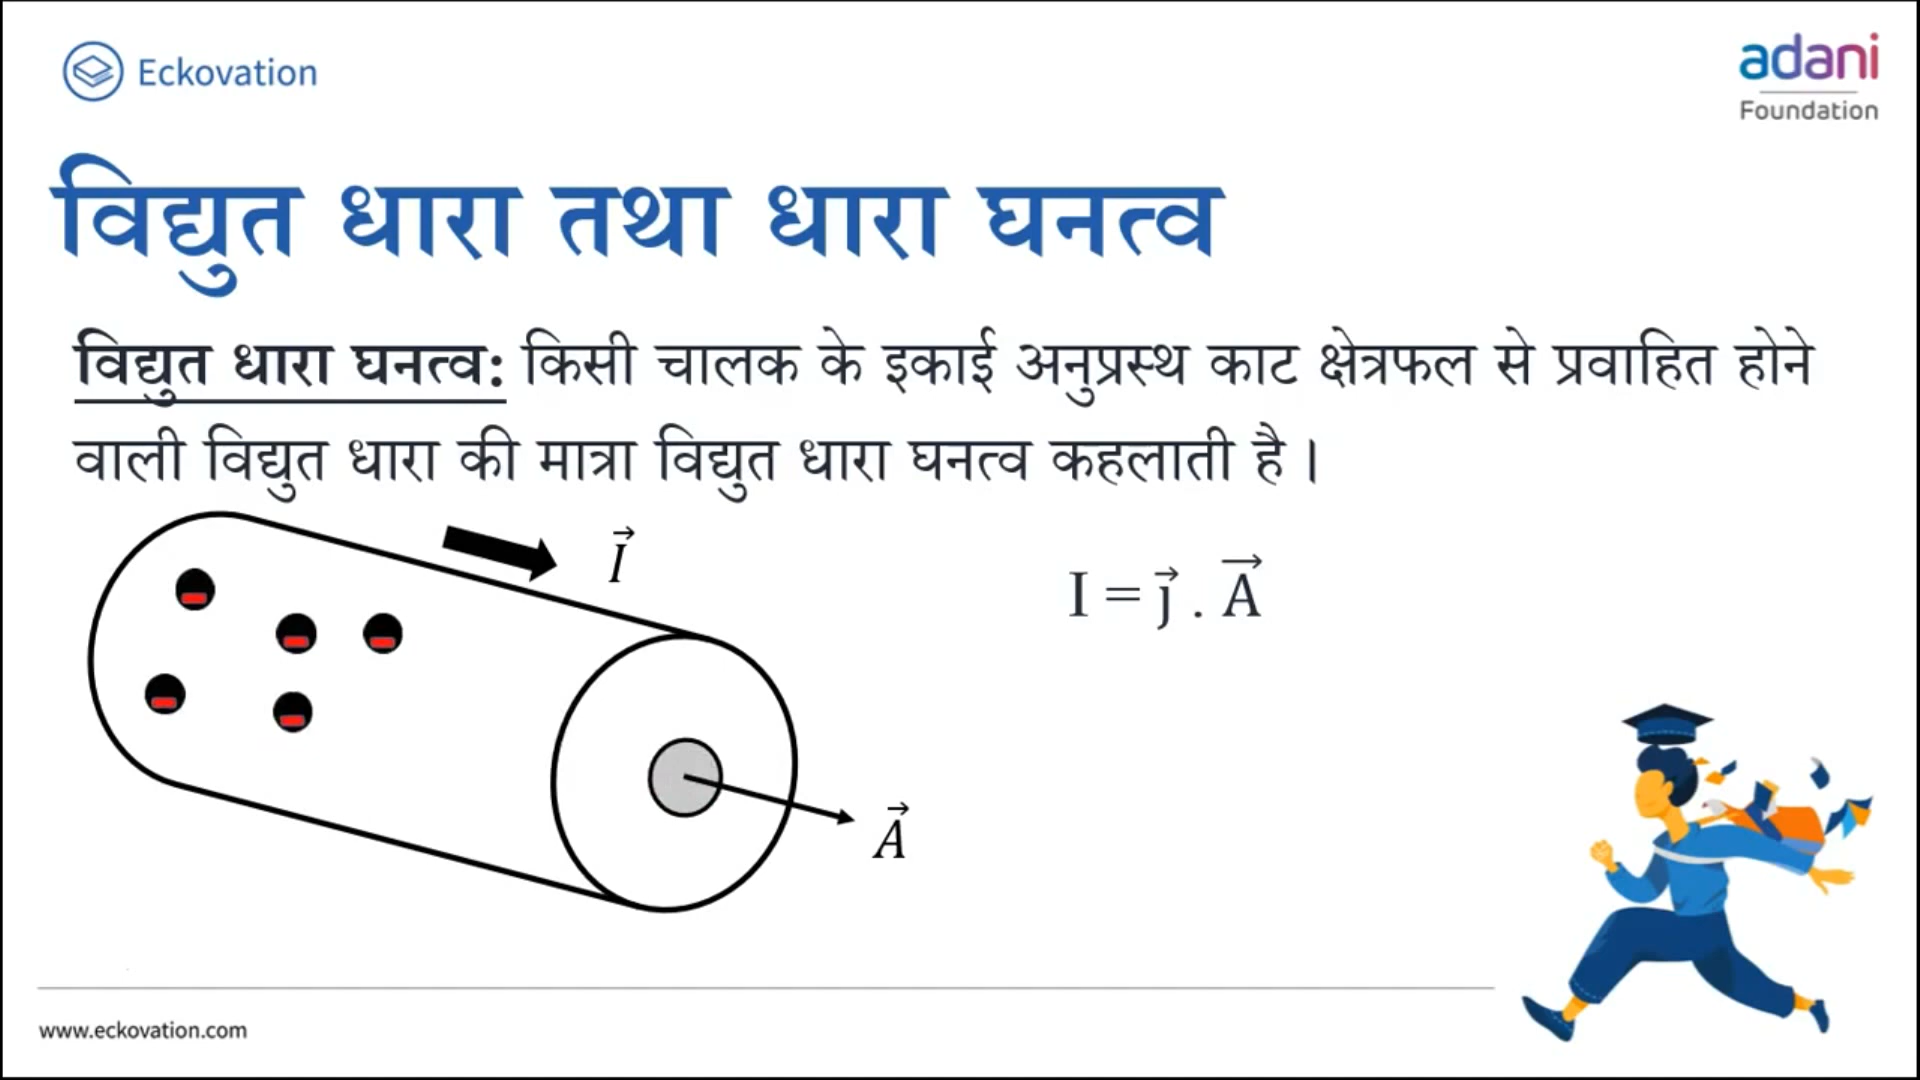 Eckovation
adani
Foundation
विद्युत धारा तथा धारा घनत्व
विद्युत धारा घनत्व: किसी चालक के इकाई अनुप्रस्थ काट क्षेत्रफल से प्रवाहित होने
वाली विद्युत धारा की मात्रा विद्युत धारा घनत्व कहलाती है ।
I⃗
I = ȷ⃗ . A⃗
A⃗
www.eckovation.com